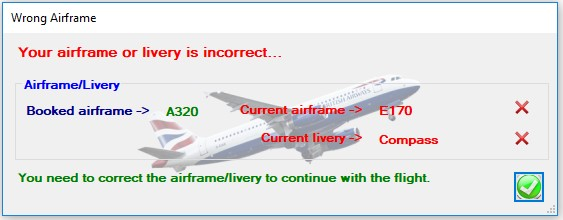 Wrong Airframe
Your airframe or livery is incorrect...
Airframe/Livery
Booked airframe -> A320 Current airframe -> E170
Current livery -> Compass
You need to correct the airframe/livery to continue with the flight.